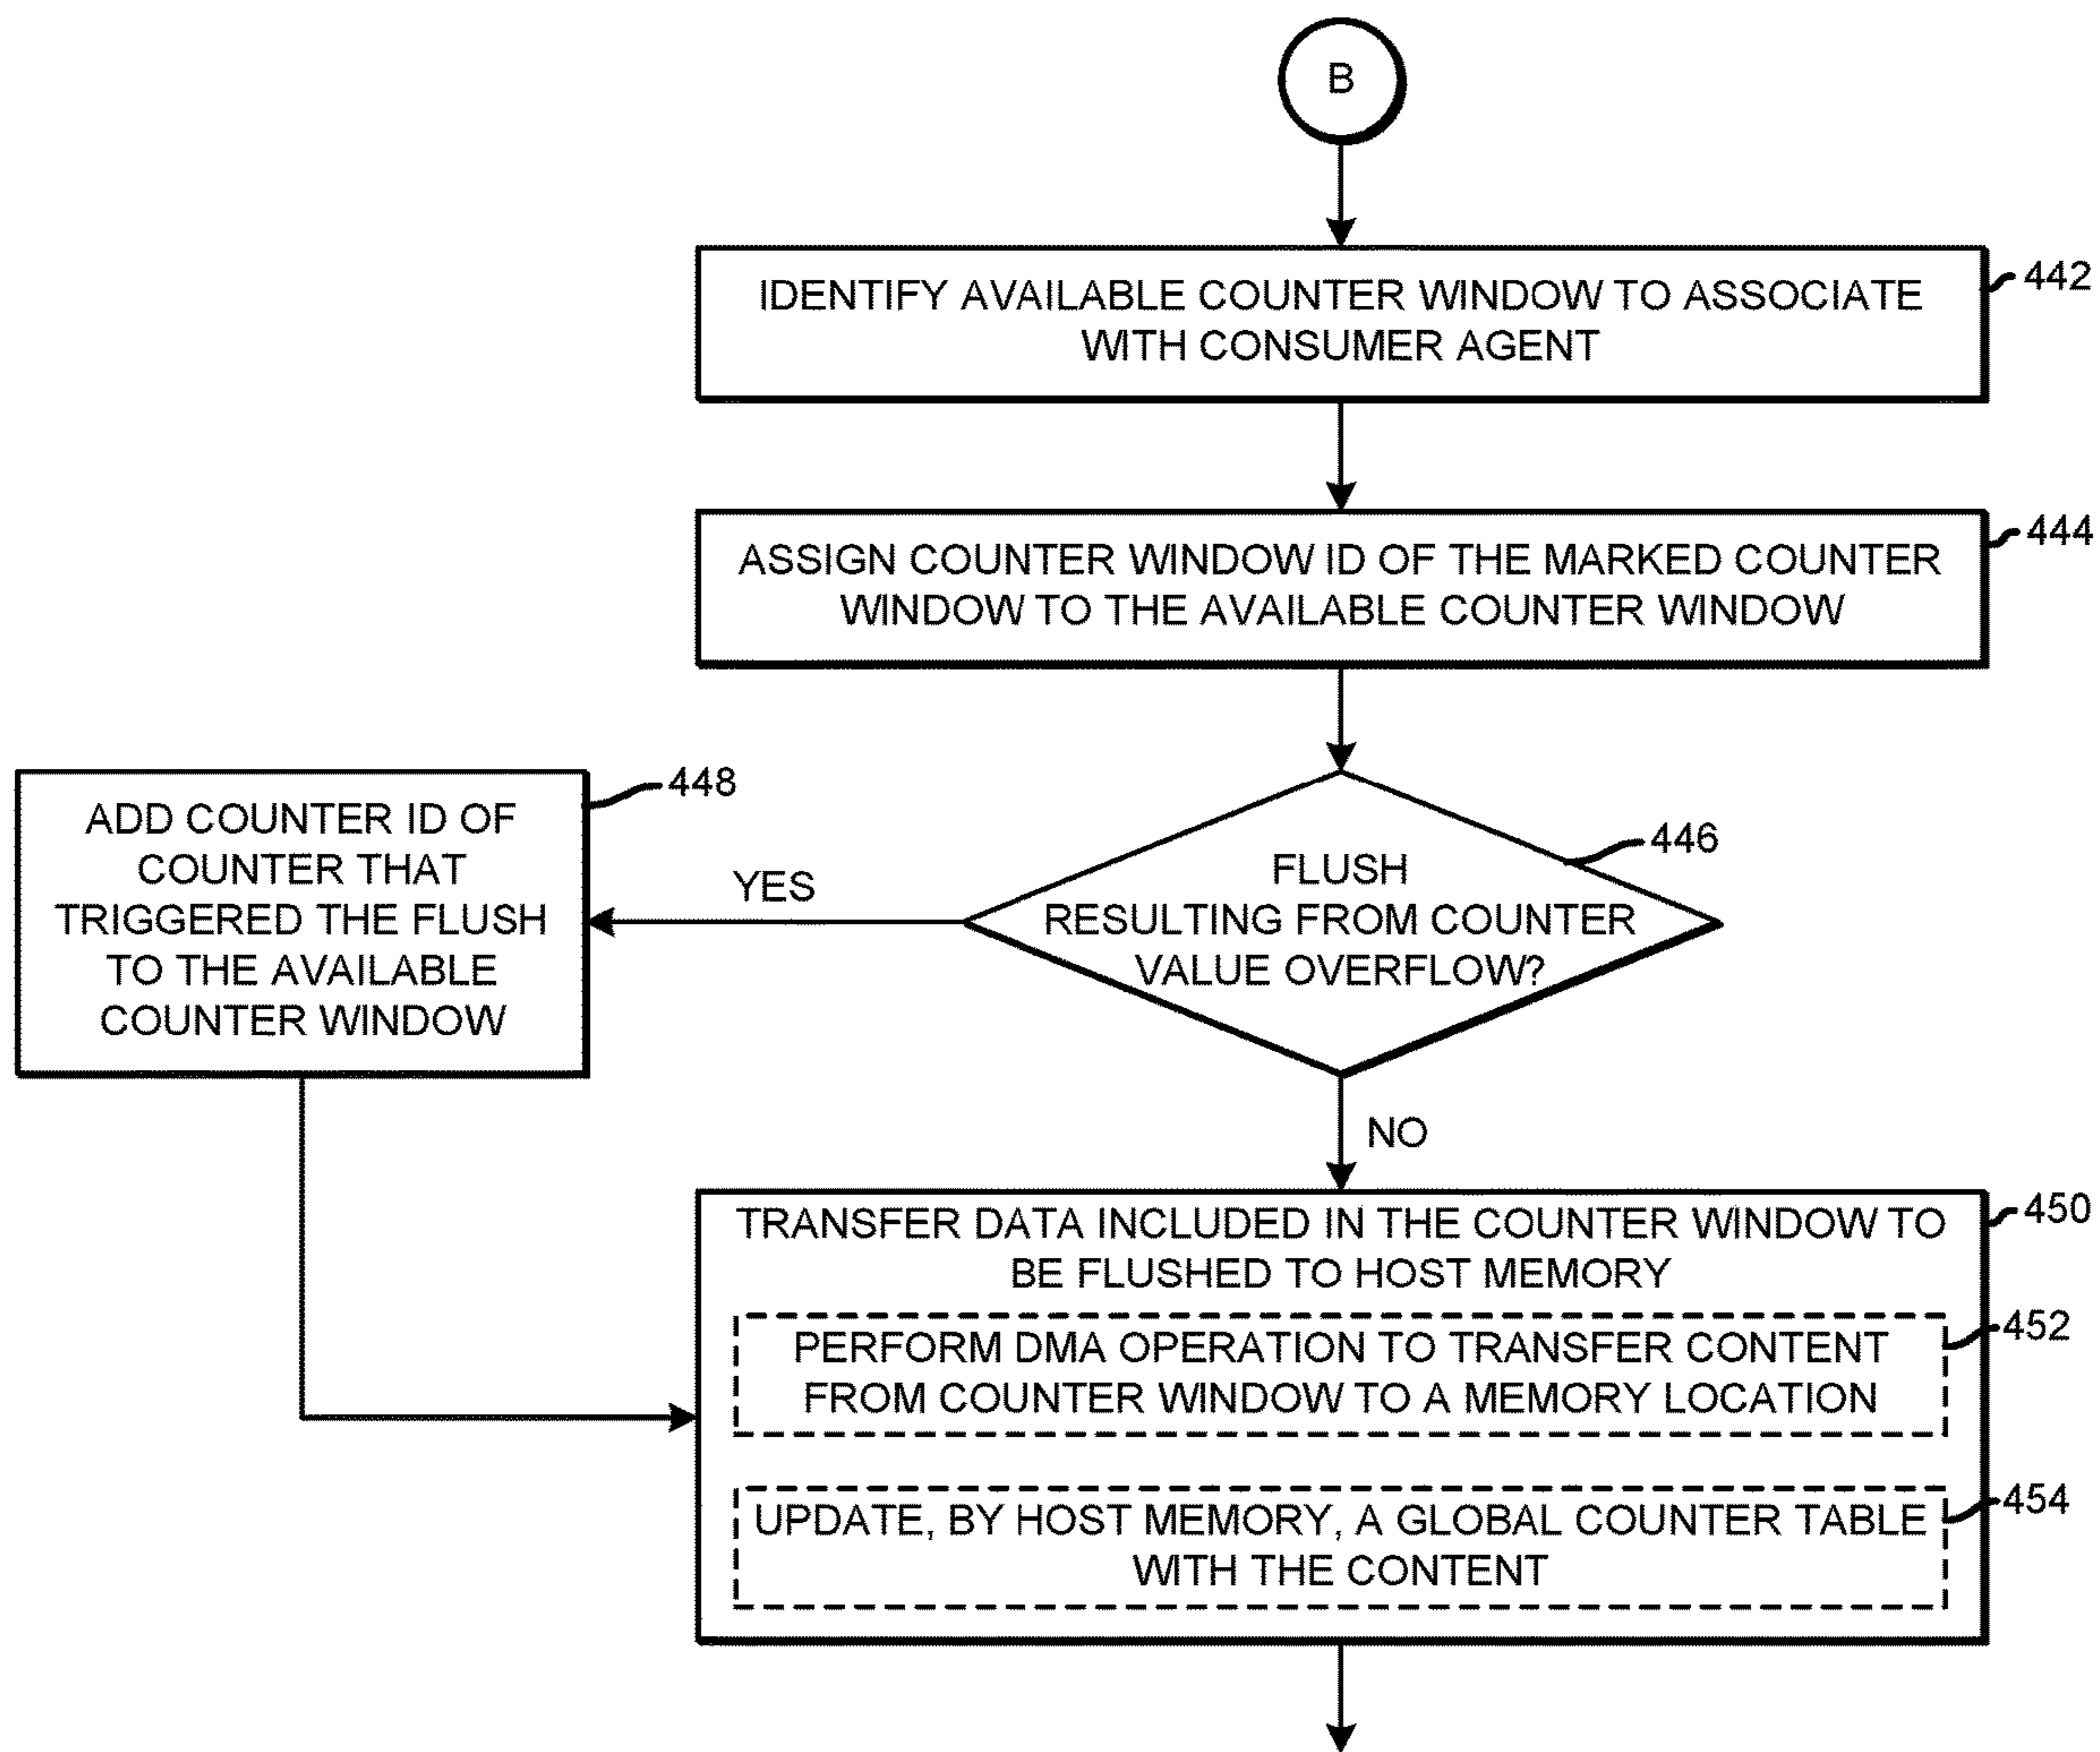 B
IDENTIFY AVAILABLE COUNTER WINDOW TO ASSOCIATE
WITH CONSUMER AGENT
442
ASSIGN COUNTER WINDOW ID OF THE MARKED COUNTER
WINDOW TO THE AVAILABLE COUNTER WINDOW
444
FLUSH
RESULTING FROM COUNTER
VALUE OVERFLOW?
446
YES
ADD COUNTER ID OF
COUNTER THAT
TRIGGERED THE FLUSH
TO THE AVAILABLE
COUNTER WINDOW
448
NO
TRANSFER DATA INCLUDED IN THE COUNTER WINDOW TO
BE FLUSHED TO HOST MEMORY
450
PERFORM DMA OPERATION TO TRANSFER CONTENT
FROM COUNTER WINDOW TO A MEMORY LOCATION
452
UPDATE, BY HOST MEMORY, A GLOBAL COUNTER TABLE
WITH THE CONTENT
454